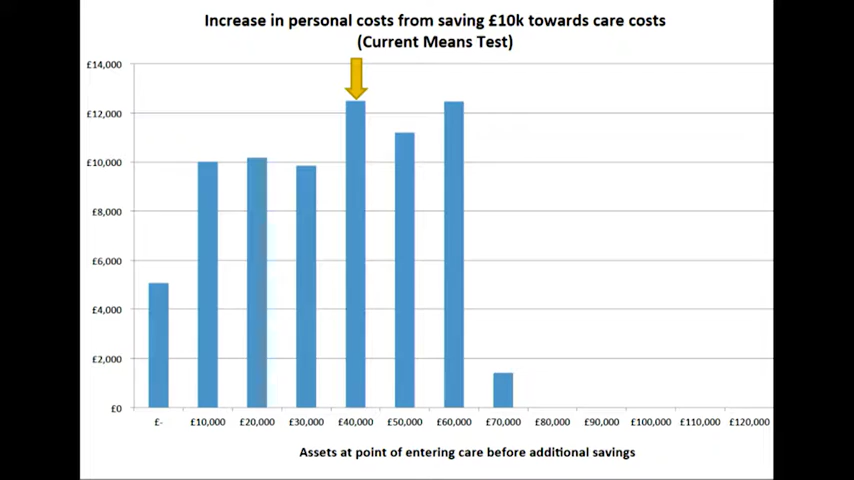 Increase in personal costs from saving £10k towards care costs
(Current Means Test)
£14,000
£12,000
£10,000
£8,000
£6,000
£4,000
£2,000
£0
£- £10,000 £20,000 £30,000 £40,000 £50,000 £60,000 £70,000 £80,000 £90,000 £100,000 £110,000 £120,000
Assets at point of entering care before additional savings